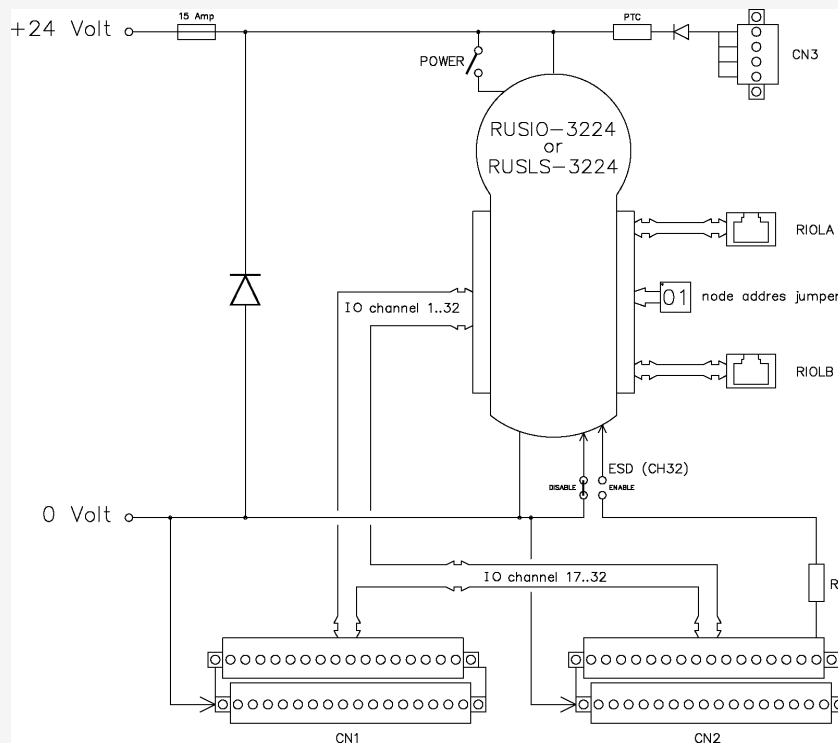 +24 Volt
15 Amp
PTC
CN3
POWER
RUSIO-3224
or
RUSLS-3224
RIOLA
IO channel 1..32
01
node addres jumper
RIOLB
ESD (CH32)
DISABLE
ENABLE
0 Volt
IO channel 17..32
R
CN1
CN2